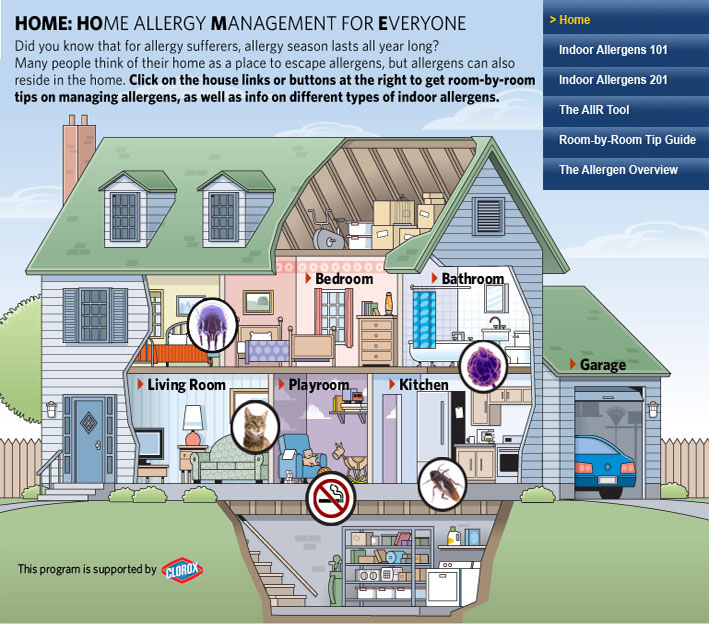 HOME: HOME ALLERGY MANAGEMENT FOR EVERYONE
Did you know that for allergy sufferers, allergy season lasts all year long?
Many people think of their home as a place to escape allergens, but allergens can also
reside in the home. Click on the house links or buttons at the right to get room-by-room
tips on managing allergens, as well as info on different types of indoor allergens.
> Home
Indoor Allergens 101
Indoor Allergens 201
The AIIR Tool
Room-by-Room Tip Guide
The Allergen Overview
Bedroom
Bathroom
Garage
Living Room
Playroom
Kitchen
This program is supported by CLOROX